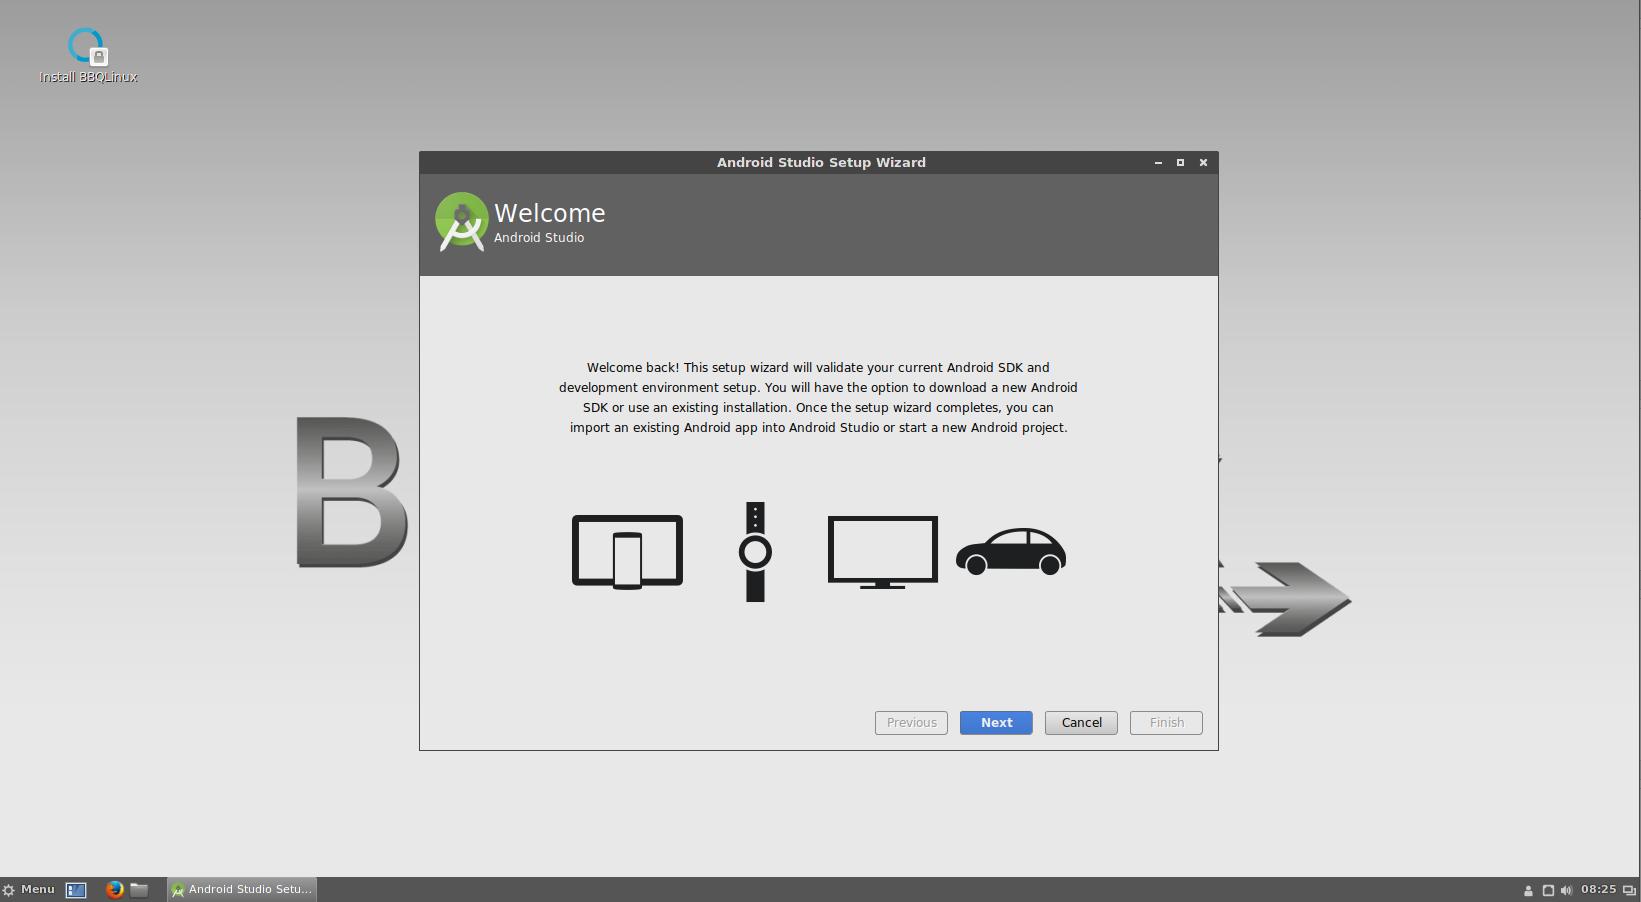 Install BBQLinux
Android Studio Setup Wizard
Welcome
Android Studio
Welcome back! This setup wizard will validate your current Android SDK and
development environment setup. You will have the option to download a new Android
SDK or use an existing installation. Once the setup wizard completes, you can
import an existing Android app into Android Studio or start a new Android project.
B
Previous
Next
Cancel
Finish
Menu
Android Studio Setu...
08:25